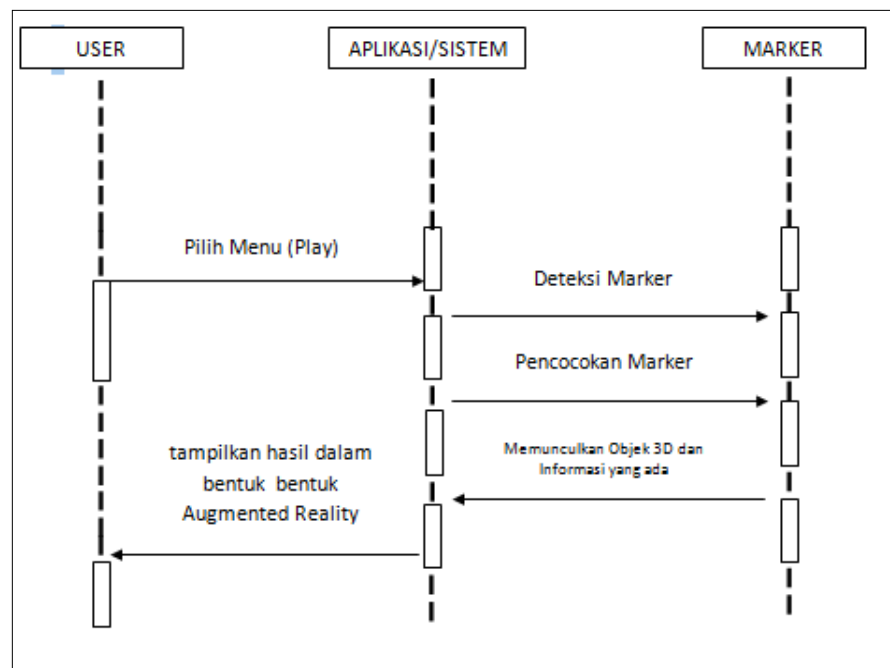 USER
APLIKASI/SISTEM
MARKER
Pilih Menu (Play)
Deteksi Marker
Pencocokan Marker
Memunculkan Objek 3D dan
Informasi yang ada
tampilkan hasil dalam
bentuk bentuk
Augmented Reality